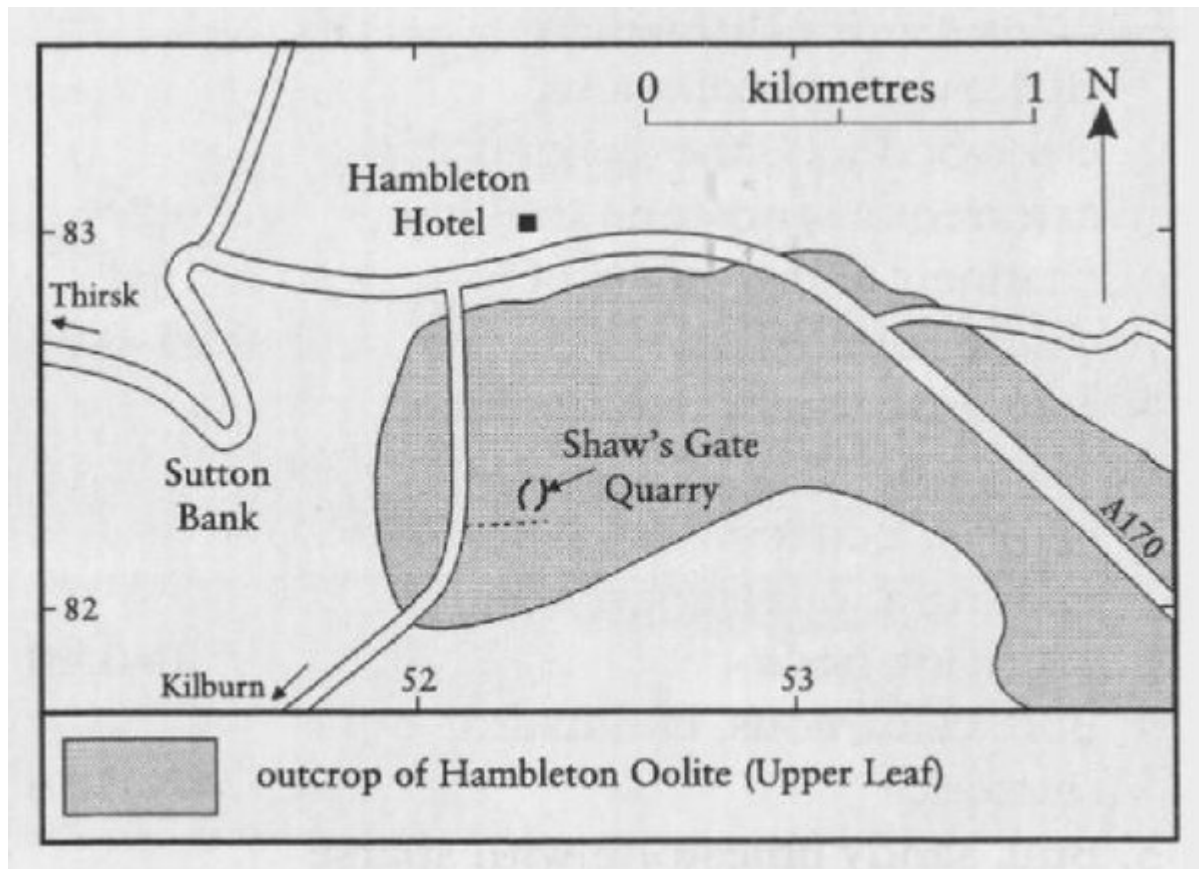 0 kilometres 1 N
Hambleton
Hotel
83
Thirsk
Shaw's Gate
Quarry
Sutton
Bank
A170
82
Kilburn
52
53
outcrop of Hambleton Oolite (Upper Leaf)